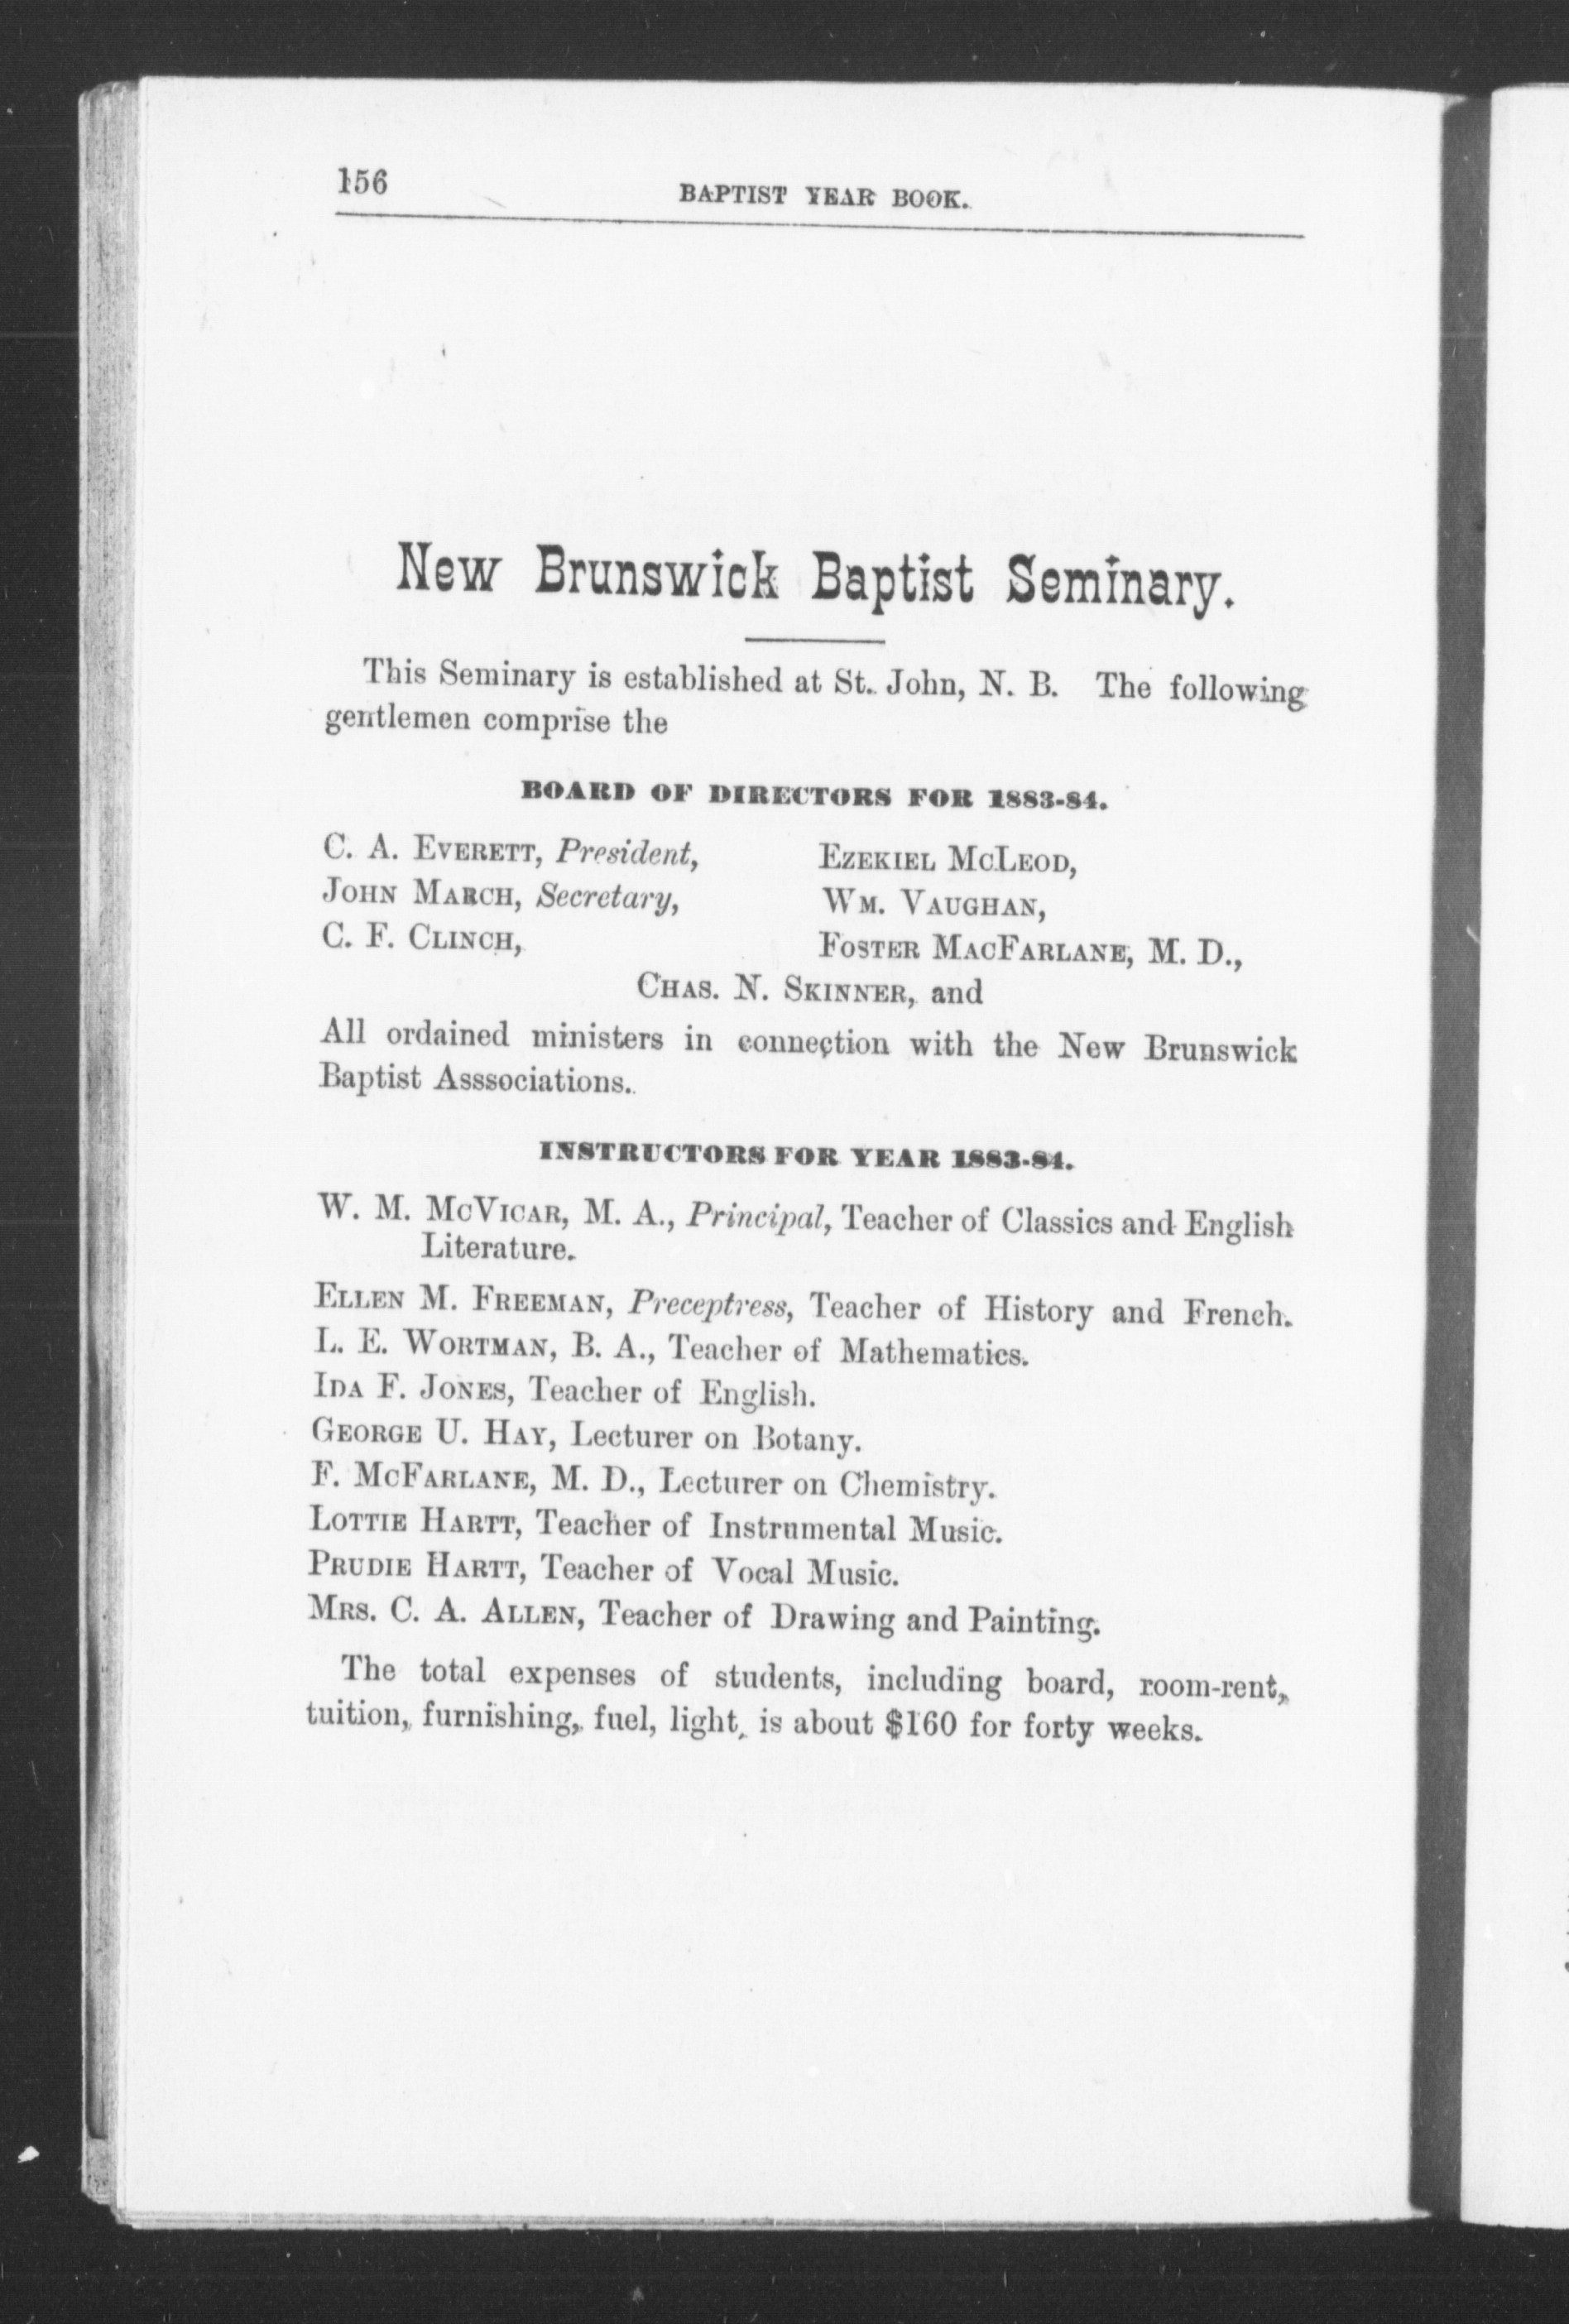 156
BAPTIST YEAR BOOK.
New Brunswick Baptist Seminary.
This Seminary is established at St. John, N. B. The following
gentlemen comprise the
BOARD OF DIRECTORS FOR 1883-84.
C. A. EVERETT, President, EZEKIEL MCLEOD,
JOHN MARCH, Secretary, WM. VAUGHAN,
C. F. CLINCH, FOSTER MACFARLANE, M. D.,
CHAS. N. SKINNER, and
All ordained ministers in connection with the New Brunswick
Baptist Asssociations.
INSTRUCTORS FOR YEAR 1883-84.
W. M. MCVICAR, M. A., Principal, Teacher of Classics and English
Literature.
ELLEN M. FREEMAN, Preceptress, Teacher of History and French.
L. E. WORTMAN, B. A., Teacher of Mathematics.
IDA F. JONES, Teacher of English.
GEORGE U. HAY, Lecturer on Botany.
F. MCFARLANE, M. D., Lecturer on Chemistry.
LOTTIE HARTT, Teacher of Instrumental Music.
PRUDIE HARTT, Teacher of Vocal Music.
MRS. C. A. ALLEN, Teacher of Drawing and Painting.
The total expenses of students, including board, room-rent,
tuition, furnishing, fuel, light, is about $160 for forty weeks.